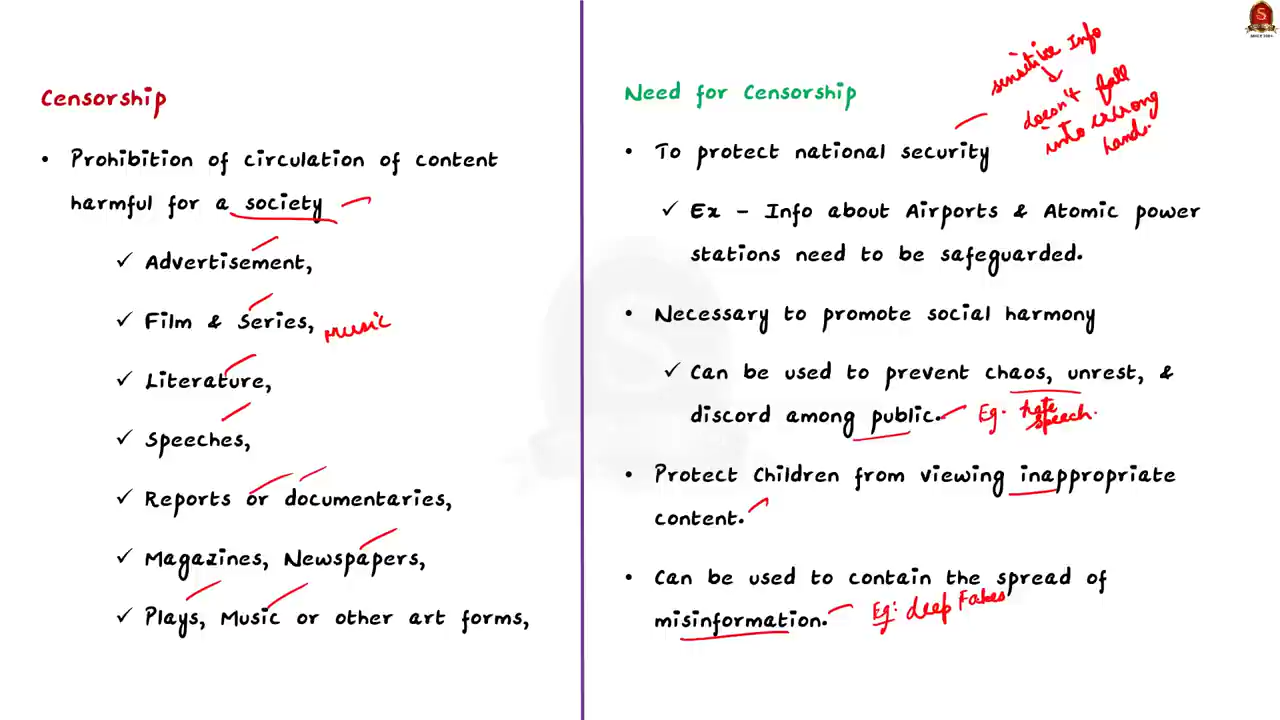 Censorship
• Prohibition of circulation of content
harmful for a society
✓ Advertisement,
✓ Film & Series, Music
✓ Literature,
✓ Speeches,
✓ Reports or documentaries,
✓ Magazines, Newspapers,
✓ Plays, Music or other art forms,
Need for Censorship
sensitive Info
doesn't fall
into wrong
hand.
• To protect national security
✓ Ex – Info about Airports & Atomic power
stations need to be safeguarded.
• Necessary to promote social harmony
✓ Can be used to prevent chaos, unrest, &
discord among public. Eg. hate
speech.
• Protect Children from viewing inappropriate
content.
• Can be used to contain the spread of
misinformation. Eg: deep Fakes